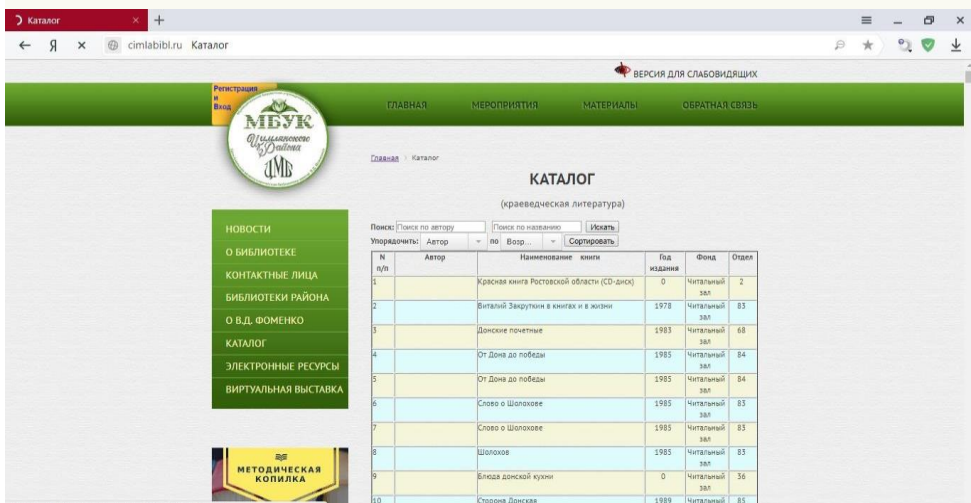 Каталог
Я
cimlabibl.ru Каталог
ВЕРСИЯ ДЛЯ СЛАБОВИДЯЩИХ
Регистрация
и
Вход
МБУК
Цимлянского
Района
ЦМБ
ГЛАВНАЯ МЕРОПРИЯТИЯ МАТЕРИАЛЫ ОБРАТНАЯ СВЯЗЬ
Главная Каталог
КАТАЛОГ
(краеведческая литература)
НОВОСТИ
О БИБЛИОТЕКЕ
КОНТАКТНЫЕ ЛИЦА
БИБЛИОТЕКИ РАЙОНА
О В.Д. ФОМЕНКО
КАТАЛОГ
ЭЛЕКТРОННЫЕ РЕСУРСЫ
ВИРТУАЛЬНАЯ ВЫСТАВКА
МЕТОДИЧЕСКАЯ
КОПИЛКА
Поиск: Поиск по автору Поиск по названию Искать
Упорядочить: Автор по Возр... Сортировать
N п/п Автор Наименование книги Год издания Фонд Отдел
1 Красная книга Ростовской области (CD-диск) 0 Читальный зал 2
2 Виталий Закруткин в книгах и в жизни 1978 Читальный зал 83
3 Донские почетные 1983 Читальный зал 68
4 От Дона до победы 1985 Читальный зал 84
5 От Дона до победы 1985 Читальный зал 84
6 Слово о Шолохове 1985 Читальный зал 83
7 Слово о Шолохове 1985 Читальный зал 83
8 Шолохов 1985 Читальный зал 83
9 Блюда донской кухни 0 Читальный зал 36
10 Сторона Донская 1989 Читальный 85